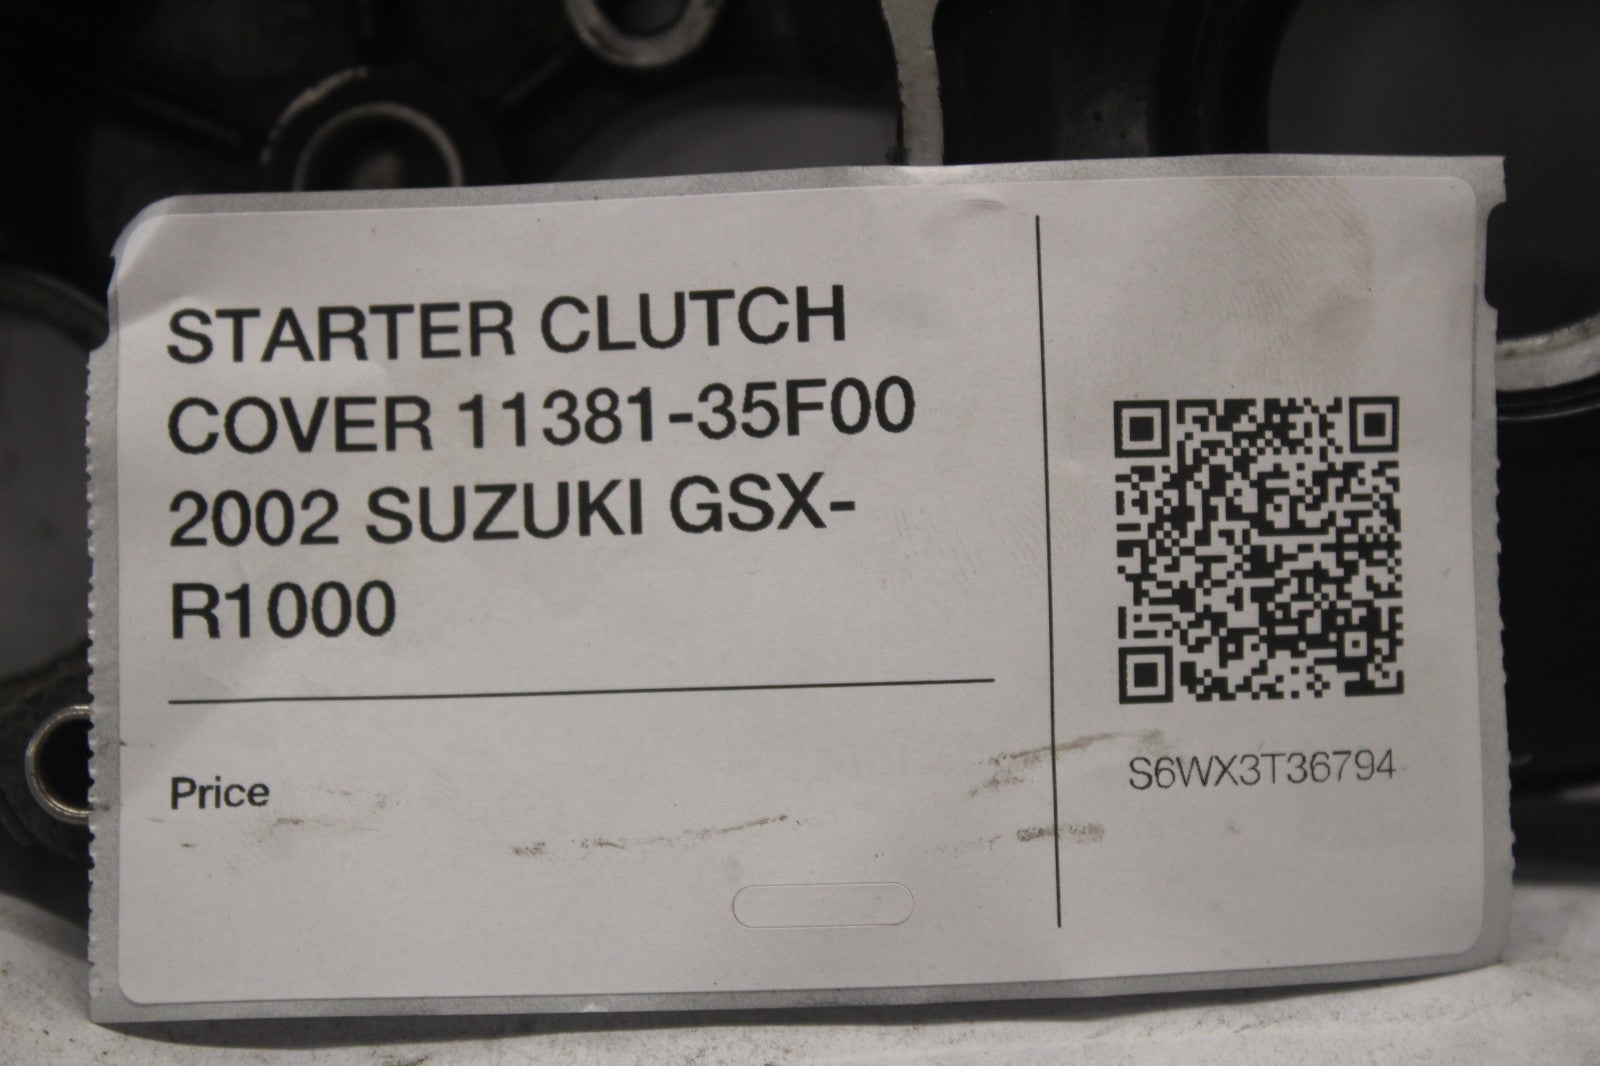 STARTER CLUTCH
COVER 11381-35F00
2002 SUZUKI GSX-
R1000
Price
S6WX3T36794